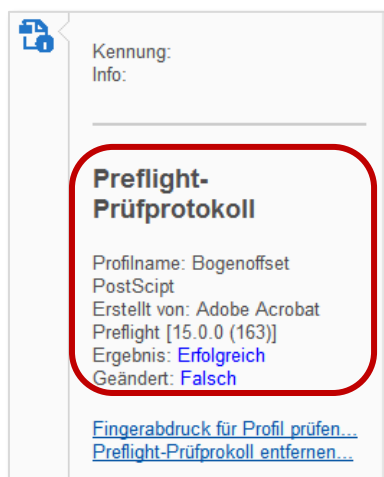 Kennung:
Info:
Preflight-
Prüfprotokoll
Profilname: Bogenoffset
PostScipt
Erstellt von: Adobe Acrobat
Preflight [15.0.0 (163)]
Ergebnis: Erfolgreich
Geändert: Falsch
Fingerabdruck für Profil prüfen...
Preflight-Prüfprokoll entfernen...